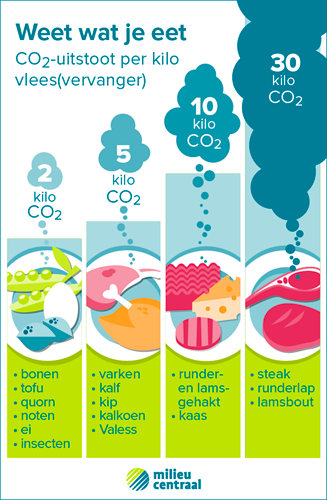 Weet wat je eet
CO2-uitstoot per kilo
vlees(vervanger)
2
kilo
CO2
5
kilo
CO2
10
kilo
CO2
30
kilo
CO2
• bonen
• tofu
• quorn
• noten
• ei
• insecten
• varken
• kalf
• kip
• kalkoen
• Valess
• runder-
en lams-
gehakt
• kaas
• steak
• runderlap
• lamsbout
milieu
centraal